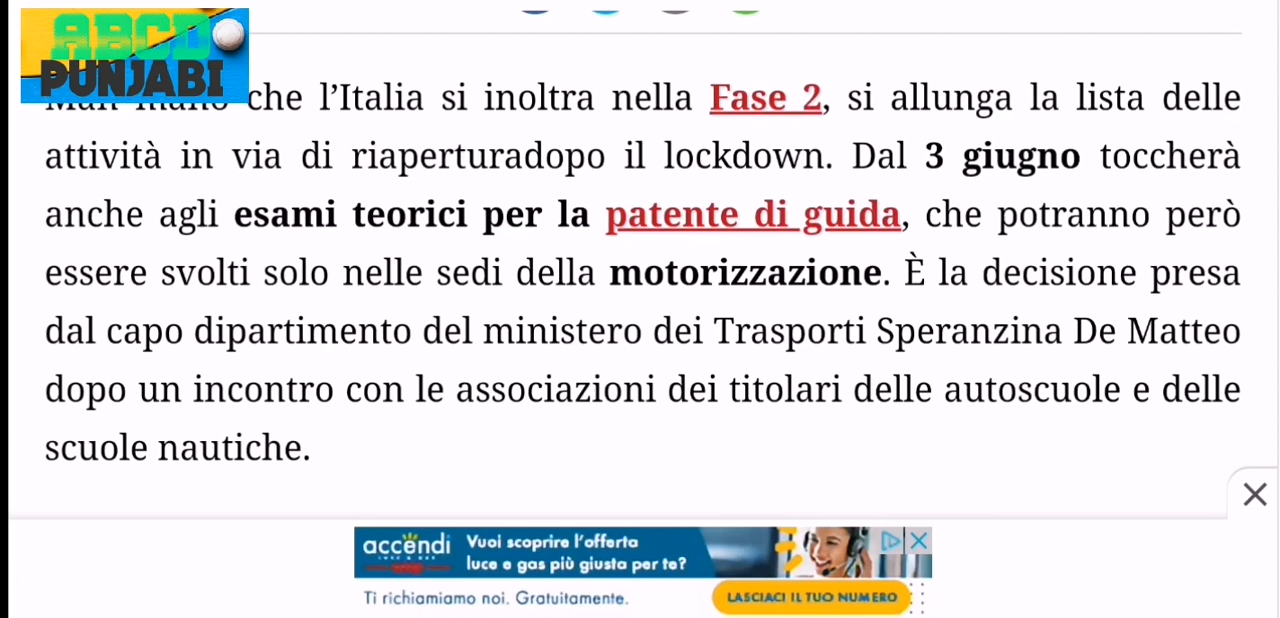 ABCD
PUNJABI
che l’Italia si inoltra nella Fase 2, si allunga la lista delle
attività in via di riaperturadopo il lockdown. Dal 3 giugno toccherà
anche agli esami teorici per la patente di guida, che potranno però
essere svolti solo nelle sedi della motorizzazione. È la decisione presa
dal capo dipartimento del ministero dei Trasporti Speranzina De Matteo
dopo un incontro con le associazioni dei titolari delle autoscuole e delle
scuole nautiche.
accendi
Vuoi scoprire l’offerta
luce e gas più giusta per te?
Ti richiamiamo noi. Gratuitamente.
LASCIACI IL TUO NUMERO